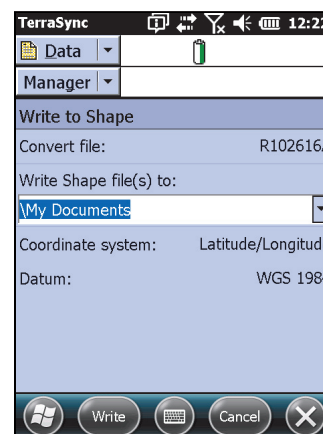 TerraSync 12:22
Data
Manager
Write to Shape
Convert file: R102616
Write Shape file(s) to:
\My Documents
Coordinate system: Latitude/Longitud
Datum: WGS 198
Write Cancel